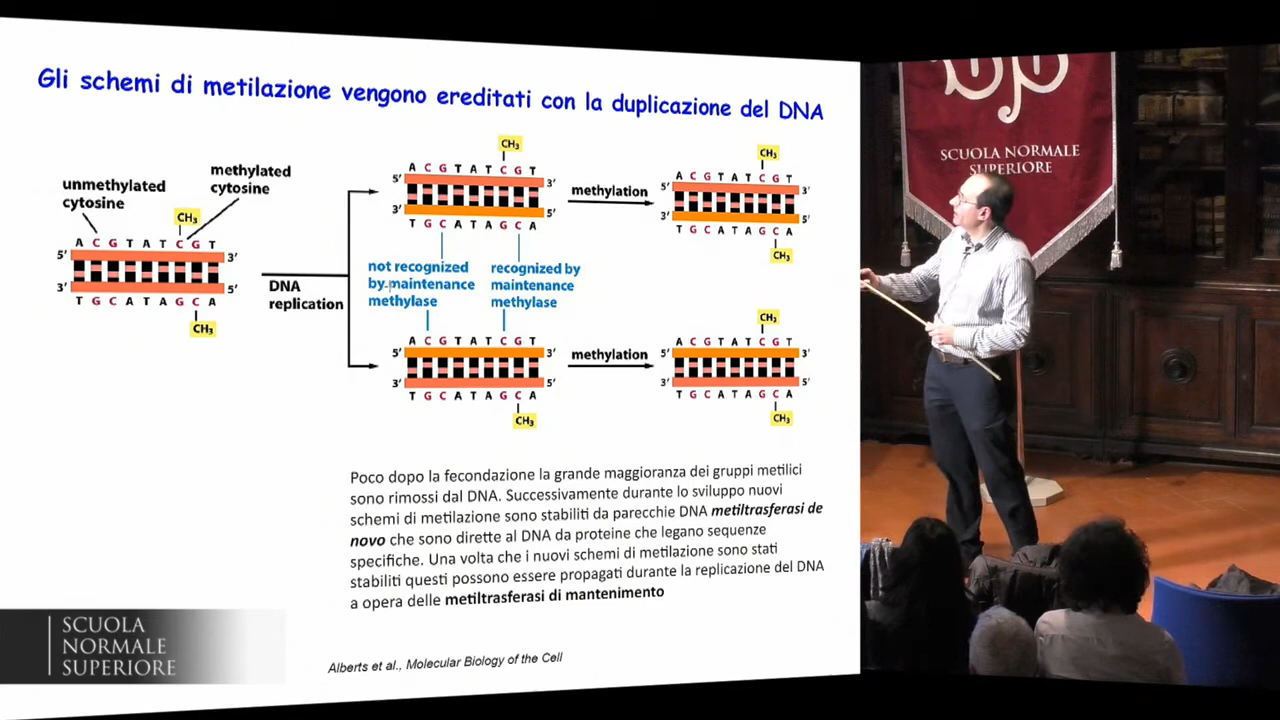 Gli schemi di metilazione vengono ereditati con la duplicazione del DNA
unmethylated
cytosine
methylated
cytosine
CH₃
A C G T A T C G T
5' 3'
3' 5'
T G C A T A G C A
CH₃
DNA
replication
CH₃
A C G T A T C G T
5' 3'
3' 5'
T G C A T A G C A
not recognized
by maintenance
methylase
recognized by
maintenance
methylase
A C G T A T C G T
5' 3'
3' 5'
T G C A T A G C A
CH₃
methylation
CH₃
A C G T A T C G T
5' 3'
3' 5'
T G C A T A G C A
CH₃
methylation
CH₃
A C G T A T C G T
5' 3'
3' 5'
T G C A T A G C A
CH₃
Poco dopo la fecondazione la grande maggioranza dei gruppi metilici
sono rimossi dal DNA. Successivamente durante lo sviluppo nuovi
schemi di metilazione sono stabiliti da parecchie DNA metiltrasferasi de
novo che sono dirette al DNA da proteine che legano sequenze
specifiche. Una volta che i nuovi schemi di metilazione sono stati
stabiliti questi possono essere propagati durante la replicazione del DNA
a opera delle metiltrasferasi di mantenimento
Alberts et al., Molecular Biology of the Cell
SCUOLA
NORMALE
SUPERIORE
SCUOLA NORMALE
SUPERIORE